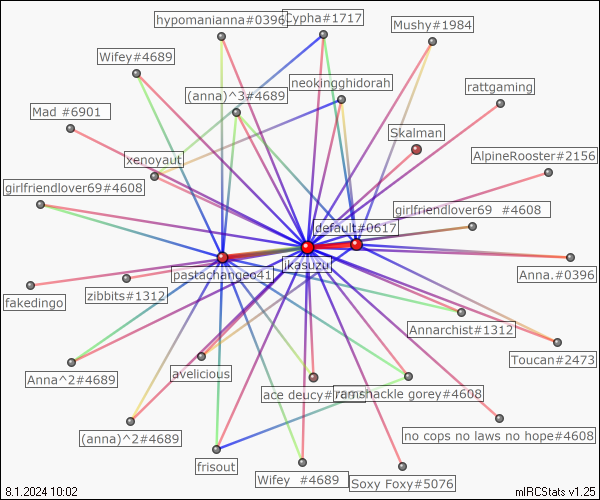 hypomanianna#0396
Cypha#1717
Mushy#1984
Wifey#4689
neokingghidorah
rattgaming
(anna)^3#4689
Mad #6901
Skalman
xenoyaut
AlpineRooster#2156
girlfriendlover69#4608
girlfriendlover69  #4608
default#0617
ikasuzu
pastachangeo41
Anna.#0396
fakedingo
zibbits#1312
Annarchist#1312
Toucan#2473
Anna^2#4689
avelicious
ace deucy#
ramshackle gorey#4608
(anna)^2#4689
no cops no laws no hope#4608
frisout
Wifey  #4689
Soxy Foxy#5076
8.1.2024 10:02
mIRCStats v1.25